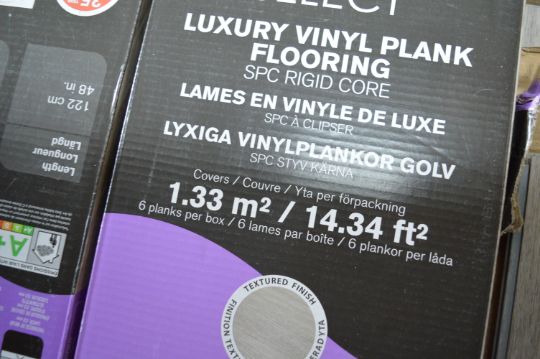 LUXURY VINYL PLANK
FLOORING
SPC RIGID CORE
LAMES EN VINYLE DE LUXE
SPC À CLIPSER
LYXIGA VINYLPLANKOR GOLV
SPC STYV KÄRNA
Covers / Couvre / Yta per förpackning
1.33 m² / 14.34 ft²
6 planks per box / 6 lames par boîte / 6 plankor per låda
TEXTURED FINISH
FINITION
Length
Longueur
Längd
122 cm
48 in.
A+
25